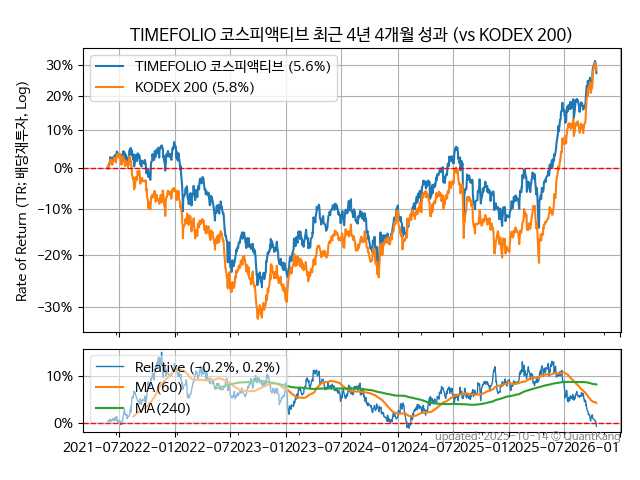 TIMEFOLIO 코스피액티브 최근 4년 4개월 성과 (vs KODEX 200)
Rate of Return (TR: 배당재투자, Log)
30%
20%
10%
0%
−10%
−20%
−30%
TIMEFOLIO 코스피액티브 (5.6%)
KODEX 200 (5.8%)
10%
0%
Relative (−0.2%, 0.2%)
MA(60)
MA(240)
2021-07
2022-01
2022-07
2023-01
2023-07
2024-01
2024-07
2025-01
2025-07
2026-01
updated: 2025-10-14 © QuantKang